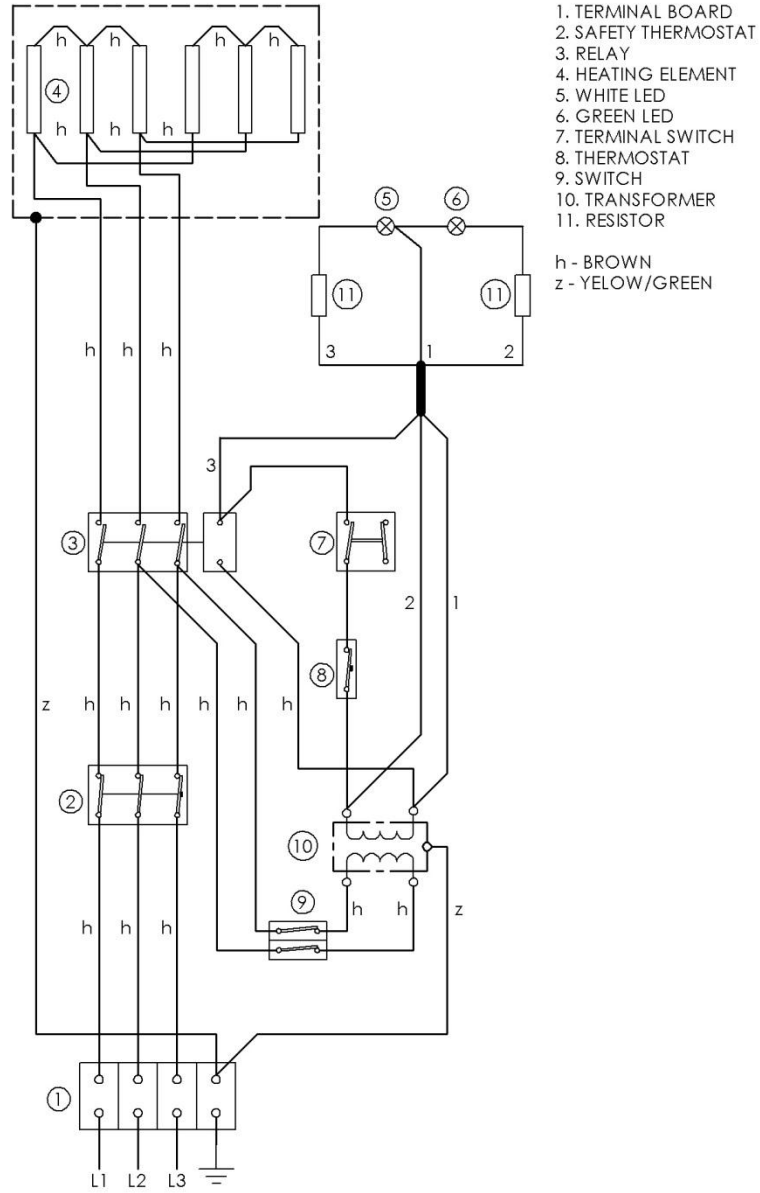 1. TERMINAL BOARD
2. SAFETY THERMOSTAT
3. RELAY
4. HEATING ELEMENT
5. WHITE LED
6. GREEN LED
7. TERMINAL SWITCH
8. THERMOSTAT
9. SWITCH
10. TRANSFORMER
11. RESISTOR
h - BROWN
z - YELOW/GREEN
h h h h
4
h h h
5 6
11 11
3 1 2
h h h
3
3 7
2 1
8
z h h h h h h
2
10
9
h h z
h h h
1
L1 L2 L3